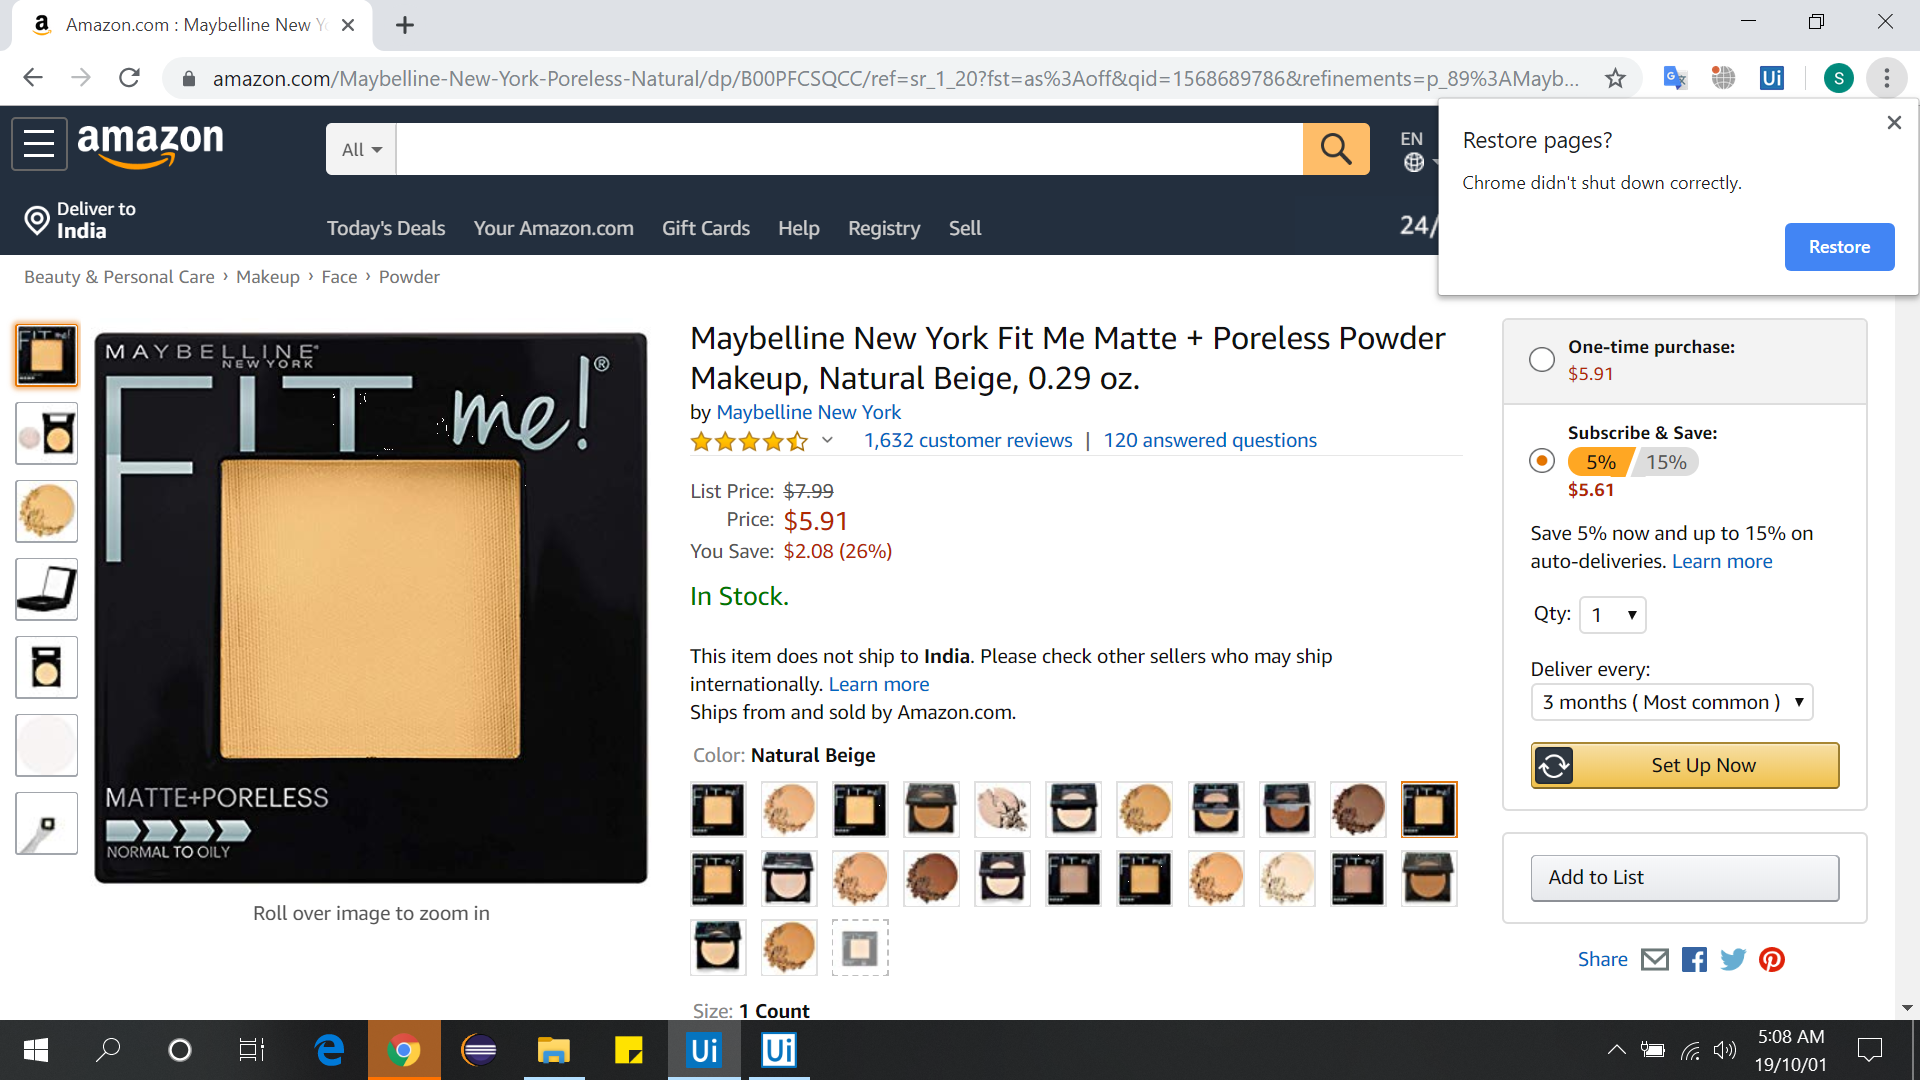 Amazon.com : Maybelline New Y
amazon.com/Maybelline-New-York-Poreless-Natural/dp/B00PFCSQCC/ref=sr_1_20?fst=as%3Aoff&qid=1568689786&refinements=p_89%3AMayb...
Ui
S
Restore pages?
Chrome didn't shut down correctly.
Restore
amazon
All
EN
Deliver to
India
Today's Deals
Your Amazon.com
Gift Cards
Help
Registry
Sell
24/
Beauty & Personal Care › Makeup › Face › Powder
MAYBELLINE
NEW YORK
FIT me!®
MATTE+PORELESS
NORMAL TO OILY
Roll over image to zoom in
Maybelline New York Fit Me Matte + Poreless Powder
Makeup, Natural Beige, 0.29 oz.
by Maybelline New York
1,632 customer reviews | 120 answered questions
List Price: $7.99
Price: $5.91
You Save: $2.08 (26%)
In Stock.
This item does not ship to India. Please check other sellers who may ship
internationally. Learn more
Ships from and sold by Amazon.com.
Color: Natural Beige
Size: 1 Count
One-time purchase:
$5.91
Subscribe & Save:
5% 15%
$5.61
Save 5% now and up to 15% on
auto-deliveries. Learn more
Qty: 1
Deliver every:
3 months ( Most common )
Set Up Now
Add to List
Share
Ui
Ui
5:08 AM
19/10/01